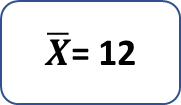 X̅ = 12